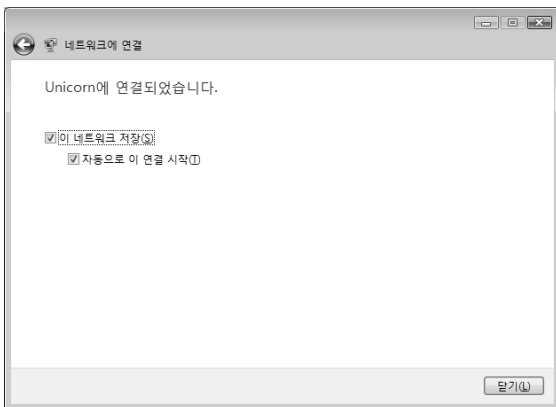 네트워크에 연결
Unicorn에 연결되었습니다.
이 네트워크 저장(S)
자동으로 이 연결 시작(T)
닫기(L)